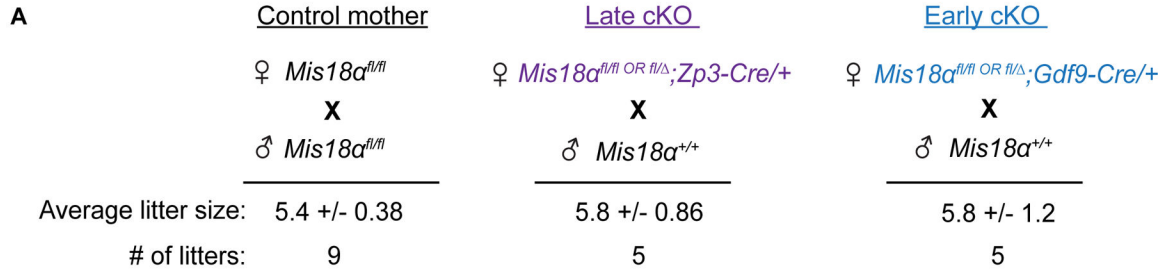 A
Control mother Late cKO Early cKO
♀ Mis18α^fl/fl ♀ Mis18α^fl/fl OR fl/Δ;Zp3-Cre/+ ♀ Mis18α^fl/fl OR fl/Δ;Gdf9-Cre/+
X X X
♂ Mis18α^fl/fl ♂ Mis18α^+/+ ♂ Mis18α^+/+
Average litter size: 5.4 +/- 0.38 5.8 +/- 0.86 5.8 +/- 1.2
# of litters: 9 5 5